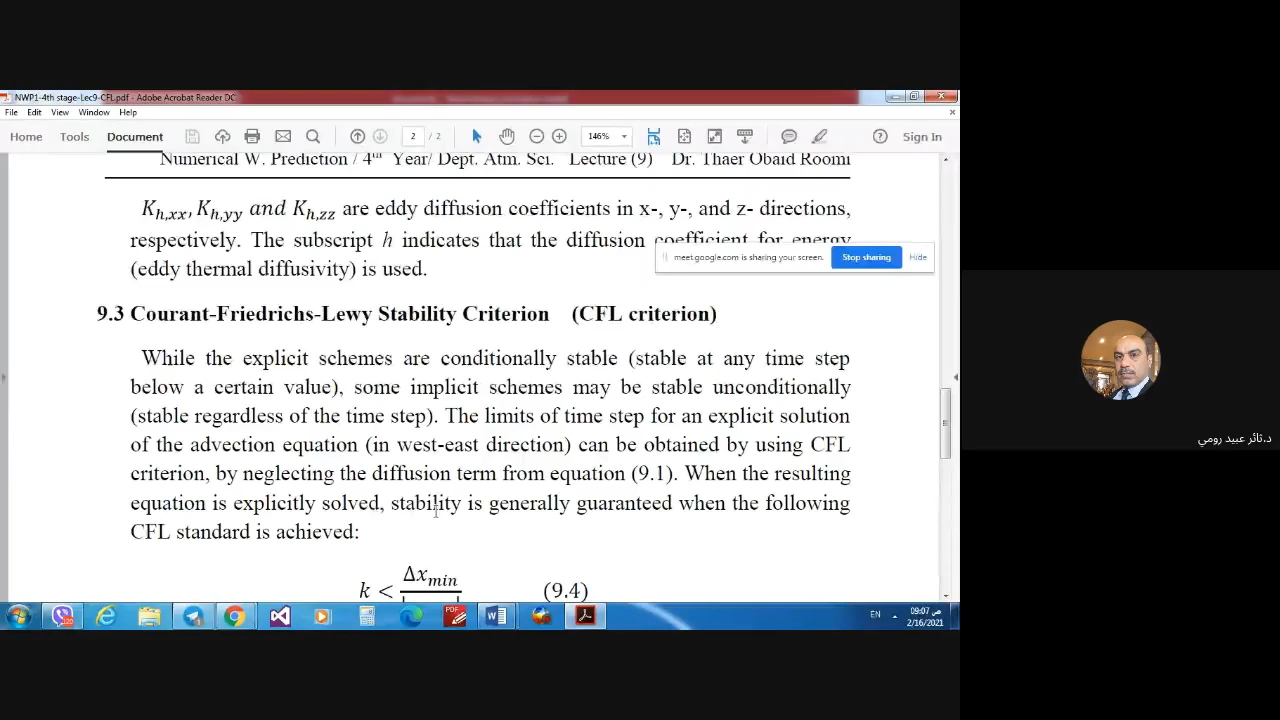 NWP1-4th stage-Lec9-CFL.pdf - Adobe Acrobat Reader DC
File Edit View Window Help
Home Tools Document 2 / 2 146% Sign In
Numerical W. Prediction / 4th Year/ Dept. Atm. Sci. Lecture (9) Dr. Thaer Obaid Roomi
K_{h,xx}, K_{h,yy} and K_{h,zz} are eddy diffusion coefficients in x-, y-, and z- directions,
respectively. The subscript h indicates that the diffusion coefficient for energy
(eddy thermal diffusivity) is used.
meet.google.com is sharing your screen. Stop sharing Hide
9.3 Courant-Friedrichs-Lewy Stability Criterion (CFL criterion)
While the explicit schemes are conditionally stable (stable at any time step
below a certain value), some implicit schemes may be stable unconditionally
(stable regardless of the time step). The limits of time step for an explicit solution
of the advection equation (in west-east direction) can be obtained by using CFL
criterion, by neglecting the diffusion term from equation (9.1). When the resulting
equation is explicitly solved, stability is generally guaranteed when the following
CFL standard is achieved:
Δx_{min}
k < (9.4)
د.ثائر عبيد رومي
EN 09:07 ص
2/16/2021